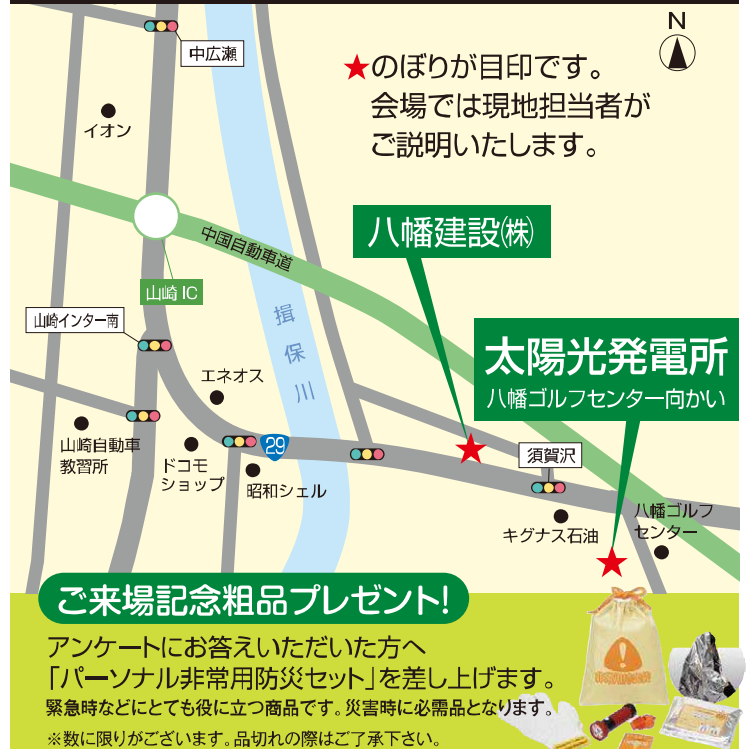 N
中広瀬
★のぼりが目印です。
会場では現地担当者が
ご説明いたします。
イオン
中国自動車道
八幡建設㈱
山崎 IC
山崎インター南
揖保川
太陽光発電所
八幡ゴルフセンター向かい
エネオス
山崎自動車
教習所
ドコモ
ショップ
29
昭和シェル
須賀沢
キグナス石油
八幡ゴルフ
センター
ご来場記念粗品プレゼント!
アンケートにお答えいただいた方へ
「パーソナル非常用防災セット」を差し上げます。
緊急時などにとても役に立つ商品です。災害時に必需品となります。
※数に限りがございます。品切れの際はご了承下さい。